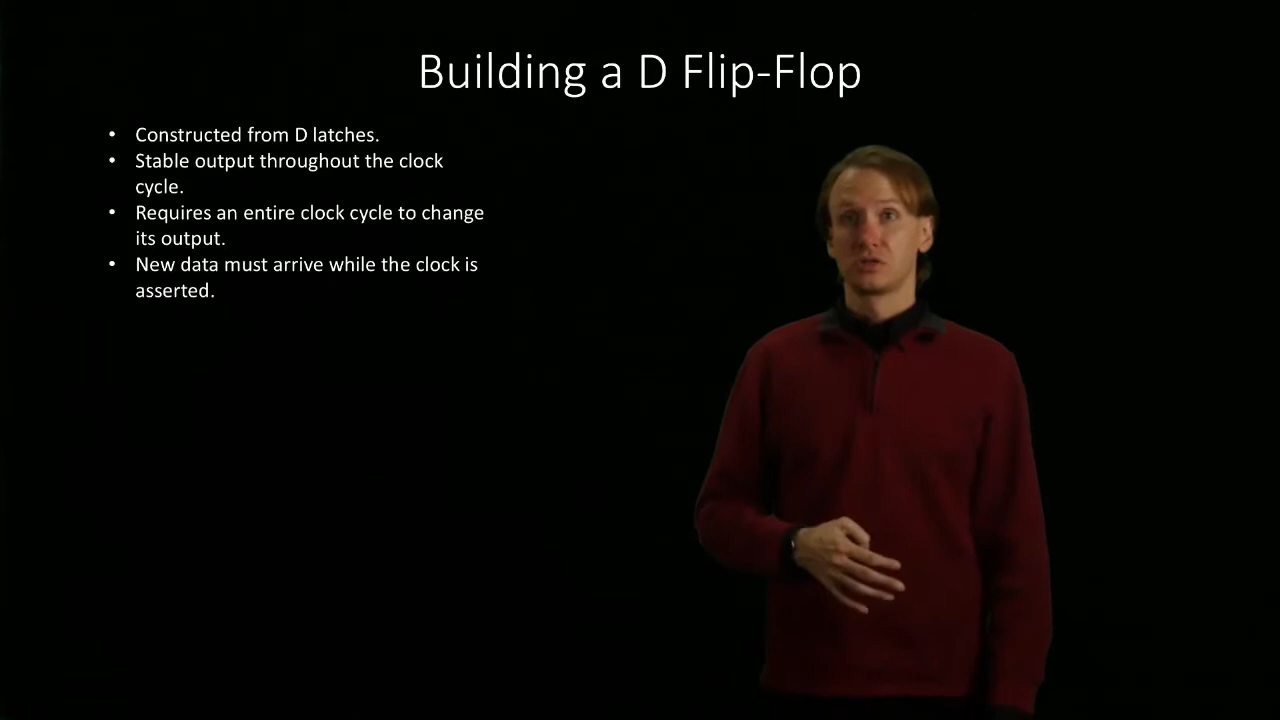 Building a D Flip-Flop
• Constructed from D latches.
• Stable output throughout the clock
cycle.
• Requires an entire clock cycle to change
its output.
• New data must arrive while the clock is
asserted.